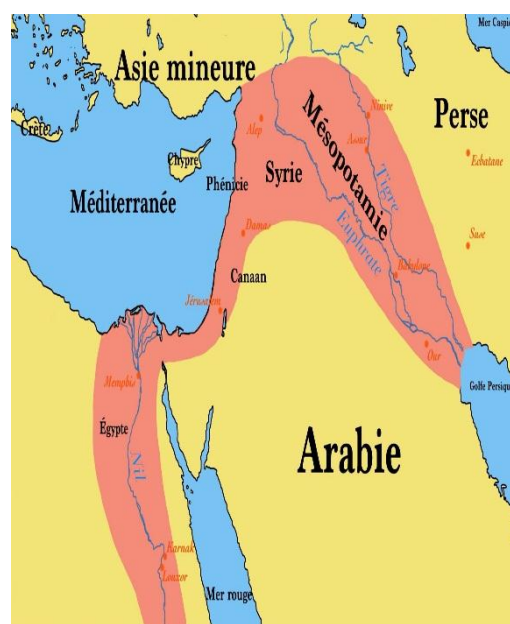 Mer Caspie
Asie mineure
Ninive
Perse
Crète
Alep
Mésopotamie
Assur
Ecbatane
Chypre
Phénicie
Syrie
Tigre
Méditerranée
Euphrate
Damas
Suse
Canaan
Babylone
Jérusalem
Our
Memphis
Golfe Persique
Égypte
Arabie
Nil
Karnak
Louxor
Mer rouge